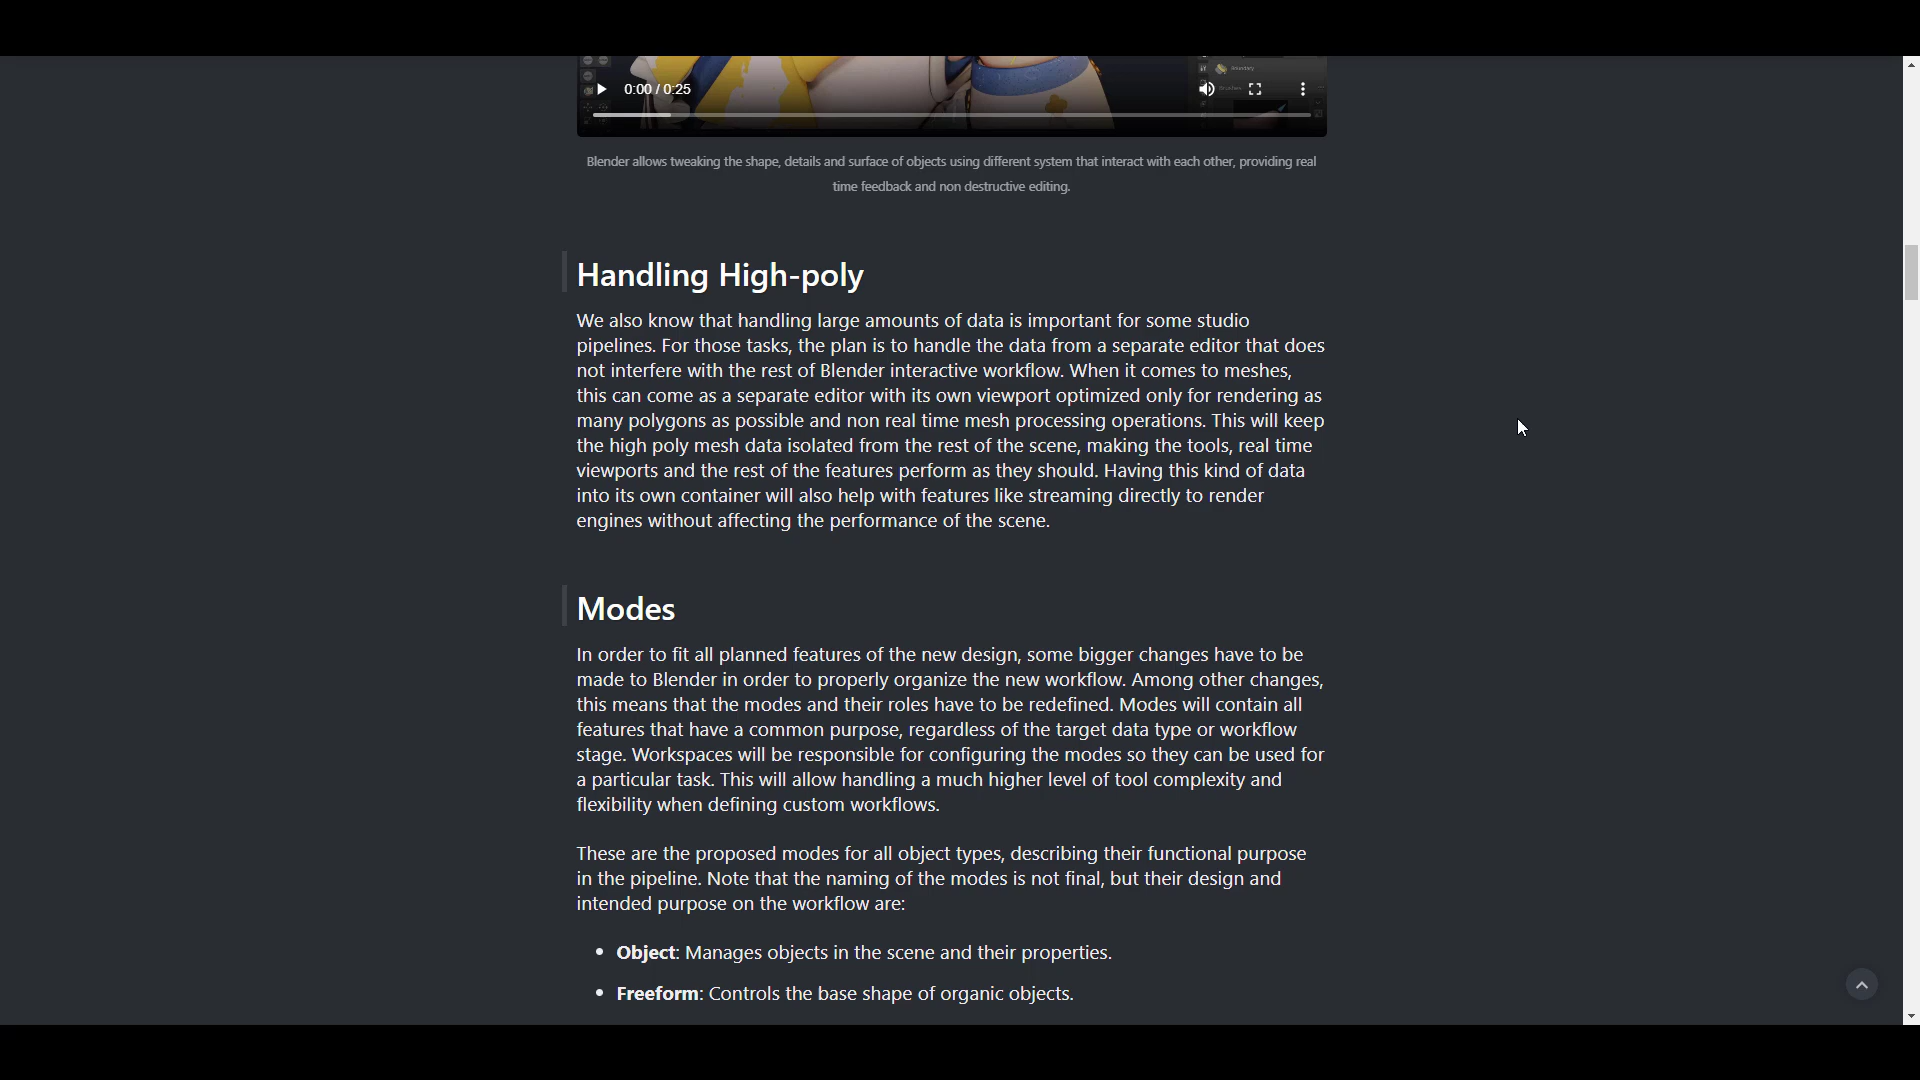 0:00 / 0:25
Blender allows tweaking the shape, details and surface of objects using different system that interact with each other, providing real
time feedback and non destructive editing.
Handling High-poly
We also know that handling large amounts of data is important for some studio
pipelines. For those tasks, the plan is to handle the data from a separate editor that does
not interfere with the rest of Blender interactive workflow. When it comes to meshes,
this can come as a separate editor with its own viewport optimized only for rendering as
many polygons as possible and non real time mesh processing operations. This will keep
the high poly mesh data isolated from the rest of the scene, making the tools, real time
viewports and the rest of the features perform as they should. Having this kind of data
into its own container will also help with features like streaming directly to render
engines without affecting the performance of the scene.
Modes
In order to fit all planned features of the new design, some bigger changes have to be
made to Blender in order to properly organize the new workflow. Among other changes,
this means that the modes and their roles have to be redefined. Modes will contain all
features that have a common purpose, regardless of the target data type or workflow
stage. Workspaces will be responsible for configuring the modes so they can be used for
a particular task. This will allow handling a much higher level of tool complexity and
flexibility when defining custom workflows.
These are the proposed modes for all object types, describing their functional purpose
in the pipeline. Note that the naming of the modes is not final, but their design and
intended purpose on the workflow are:
• Object: Manages objects in the scene and their properties.
• Freeform: Controls the base shape of organic objects.